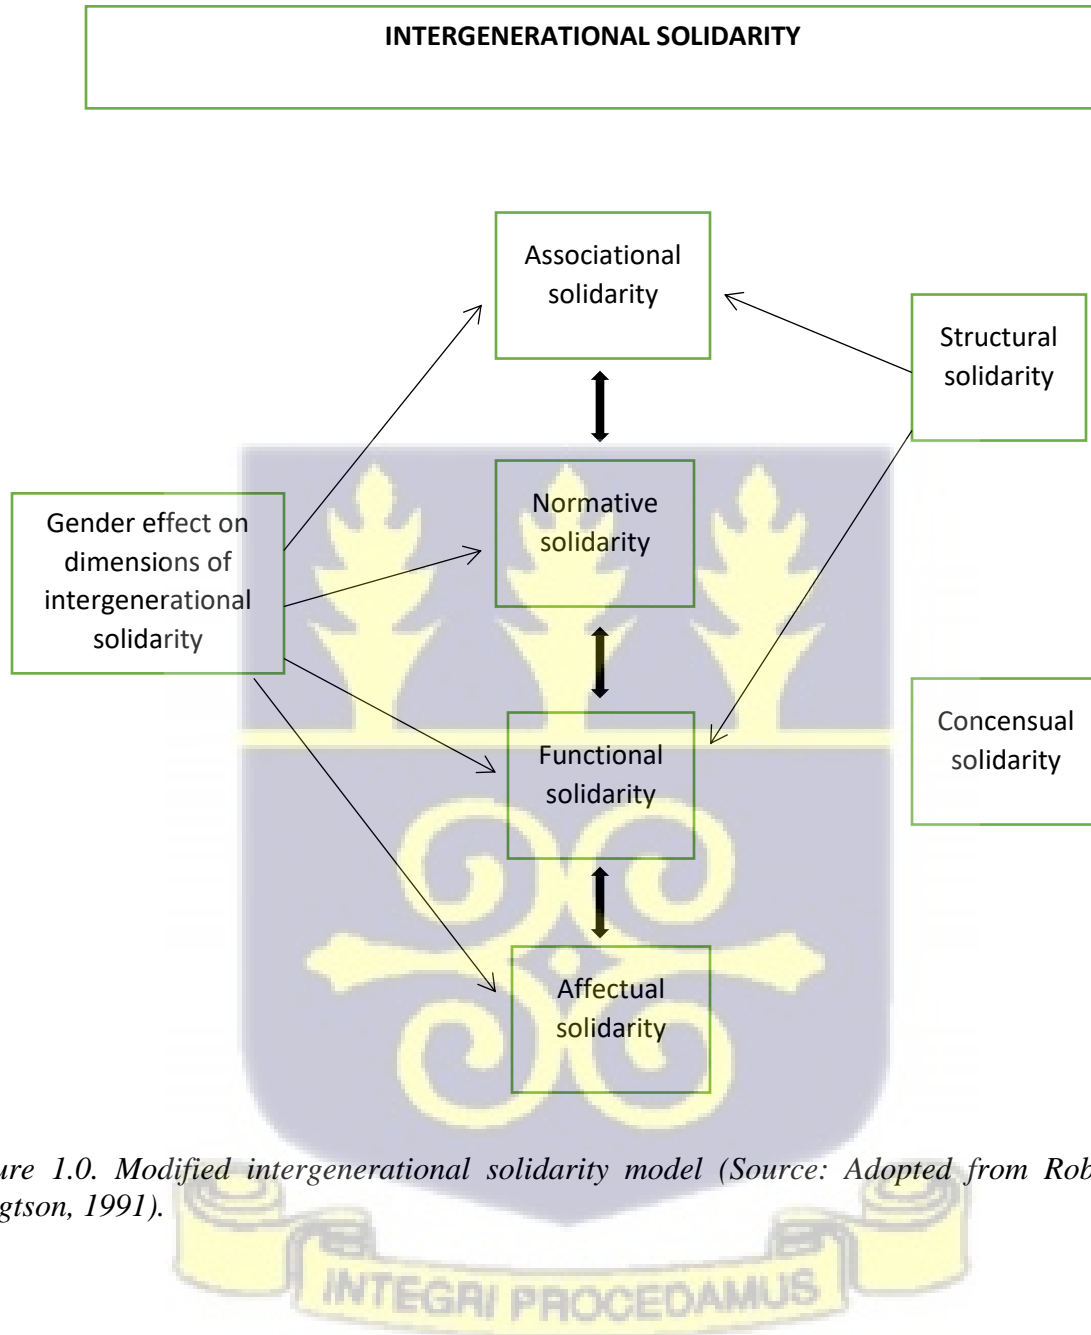 INTERGENERATIONAL SOLIDARITY
Associational
solidarity
Structural
solidarity
Normative
solidarity
Gender effect on
dimensions of
intergenerational
solidarity
Concensual
solidarity
Functional
solidarity
Affectual
solidarity
ure 1.0. Modified intergenerational solidarity model (Source: Adopted from Rob
gtson, 1991).
INTEGRI PROCEDAMUS